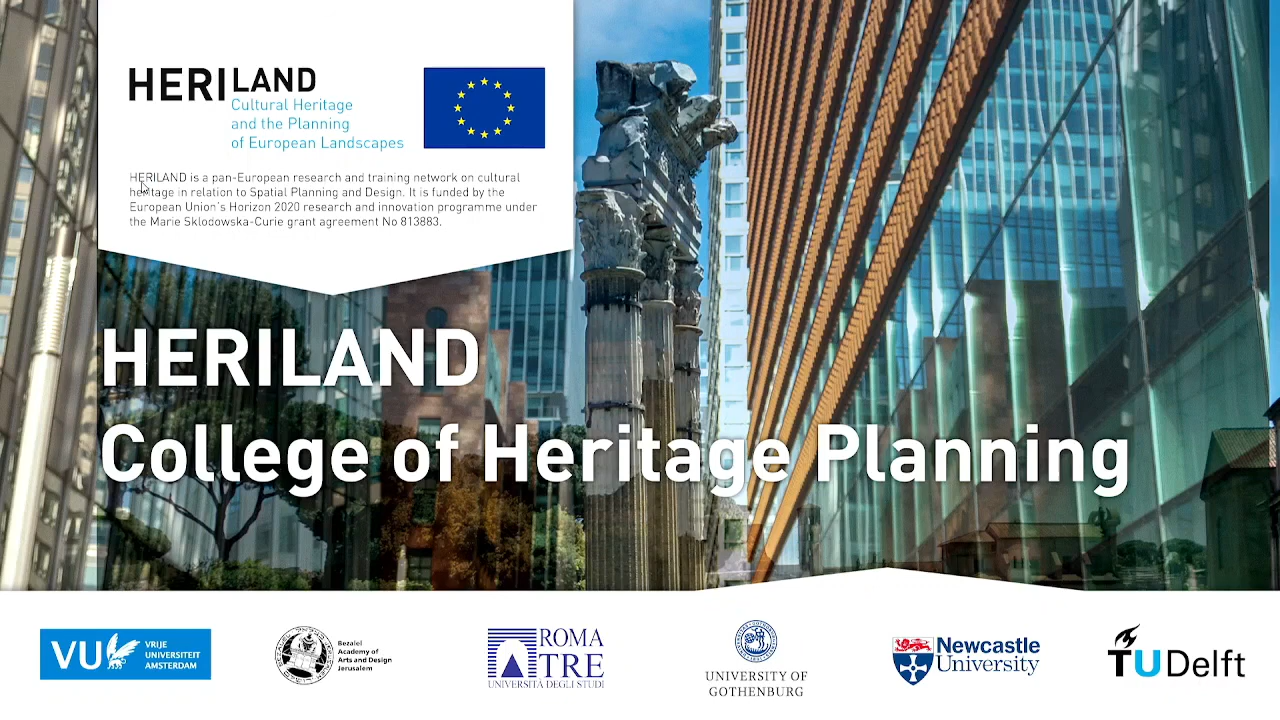 HERILAND
Cultural Heritage
and the Planning
of European Landscapes
HERILAND is a pan-European research and training network on cultural
heritage in relation to Spatial Planning and Design. It is funded by the
European Union's Horizon 2020 research and innovation programme under
the Marie Sklodowska-Curie grant agreement No 813883.
HERILAND
College of Heritage Planning
VU
VRIJE
UNIVERSITEIT
AMSTERDAM
Bezalel
Academy of
Arts and Design
Jerusalem
ROMA
TRE
UNIVERSITÀ DEGLI STUDI
UNIVERSITY OF
GOTHENBURG
Newcastle
University
TU Delft